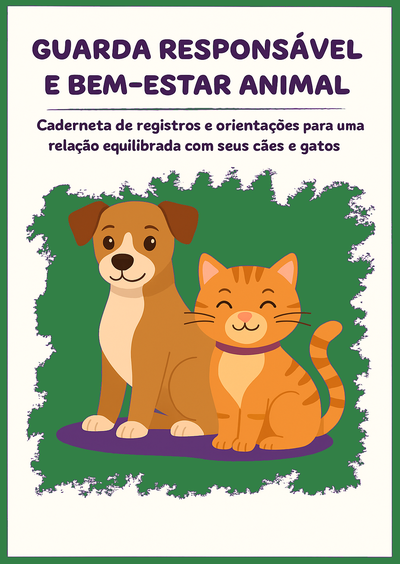 GUARDA RESPONSÁVEL
E BEM-ESTAR ANIMAL
Caderneta de registros e orientações para uma
relação equilibrada com seus cães e gatos